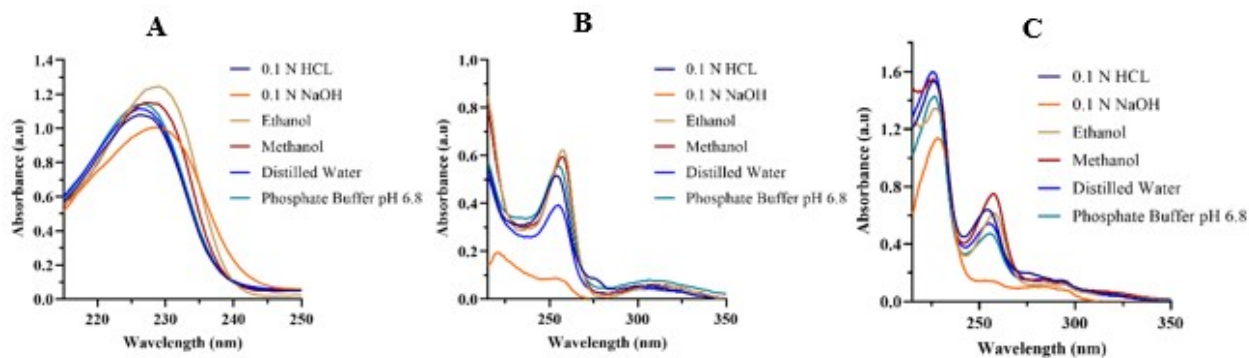 A
0.1 N HCL
0.1 N NaOH
Ethanol
Methanol
Distilled Water
Phosphate Buffer pH 6.8
Absorbance (a.u)
1.4
1.2
1.0
0.8
0.6
0.4
0.2
0.0
220
230
240
250
Wavelength (nm)
B
0.1 N HCL
0.1 N NaOH
Ethanol
Methanol
Distilled Water
Phosphate Buffer pH 6.8
Absorbance (a.u)
1.0
0.8
0.6
0.4
0.2
0.0
250
300
350
Wavelength (nm)
C
0.1 N HCL
0.1 N NaOH
Ethanol
Methanol
Distilled Water
Phosphate Buffer pH 6.8
Absorbance (a.u)
1.6
1.2
0.8
0.4
0.0
250
300
350
Wavelength (nm)